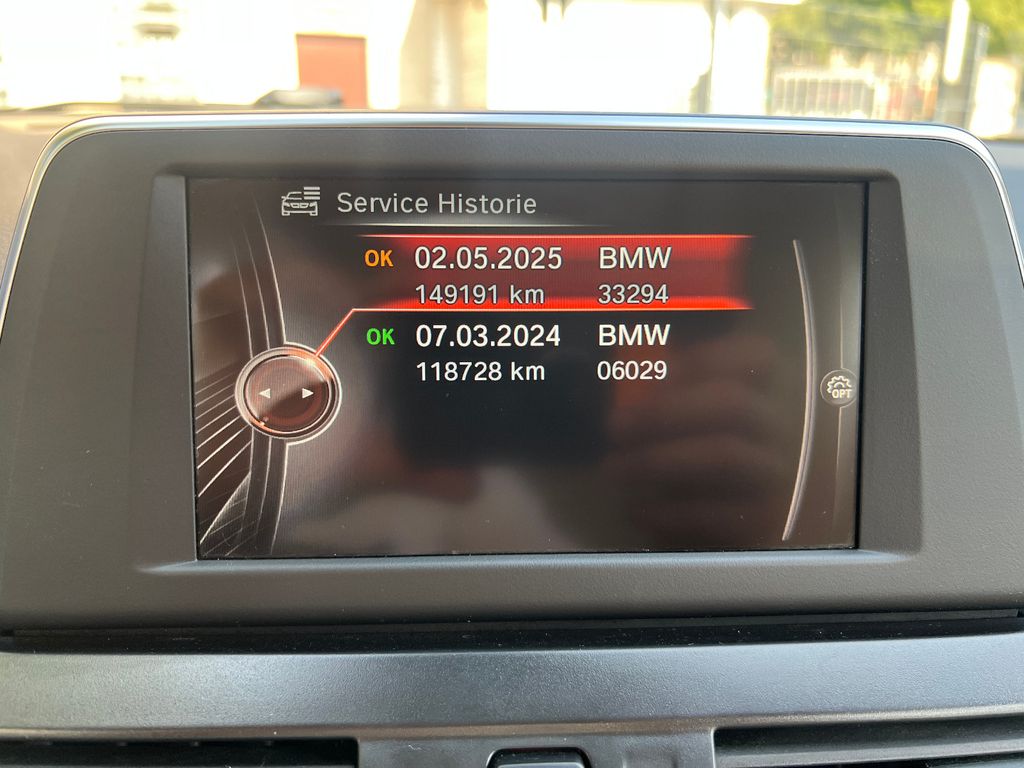 Service Historie
OK 02.05.2025 BMW
149191 km 33294
OK 07.03.2024 BMW
118728 km 06029
OPT